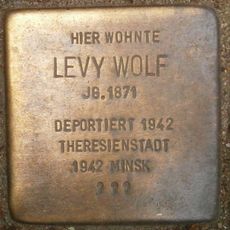 HIER WOHNTE
LEVY WOLF
JG. 1871
DEPORTIERT 1942
THERESIENSTADT
1942 MINSK
? ? ?